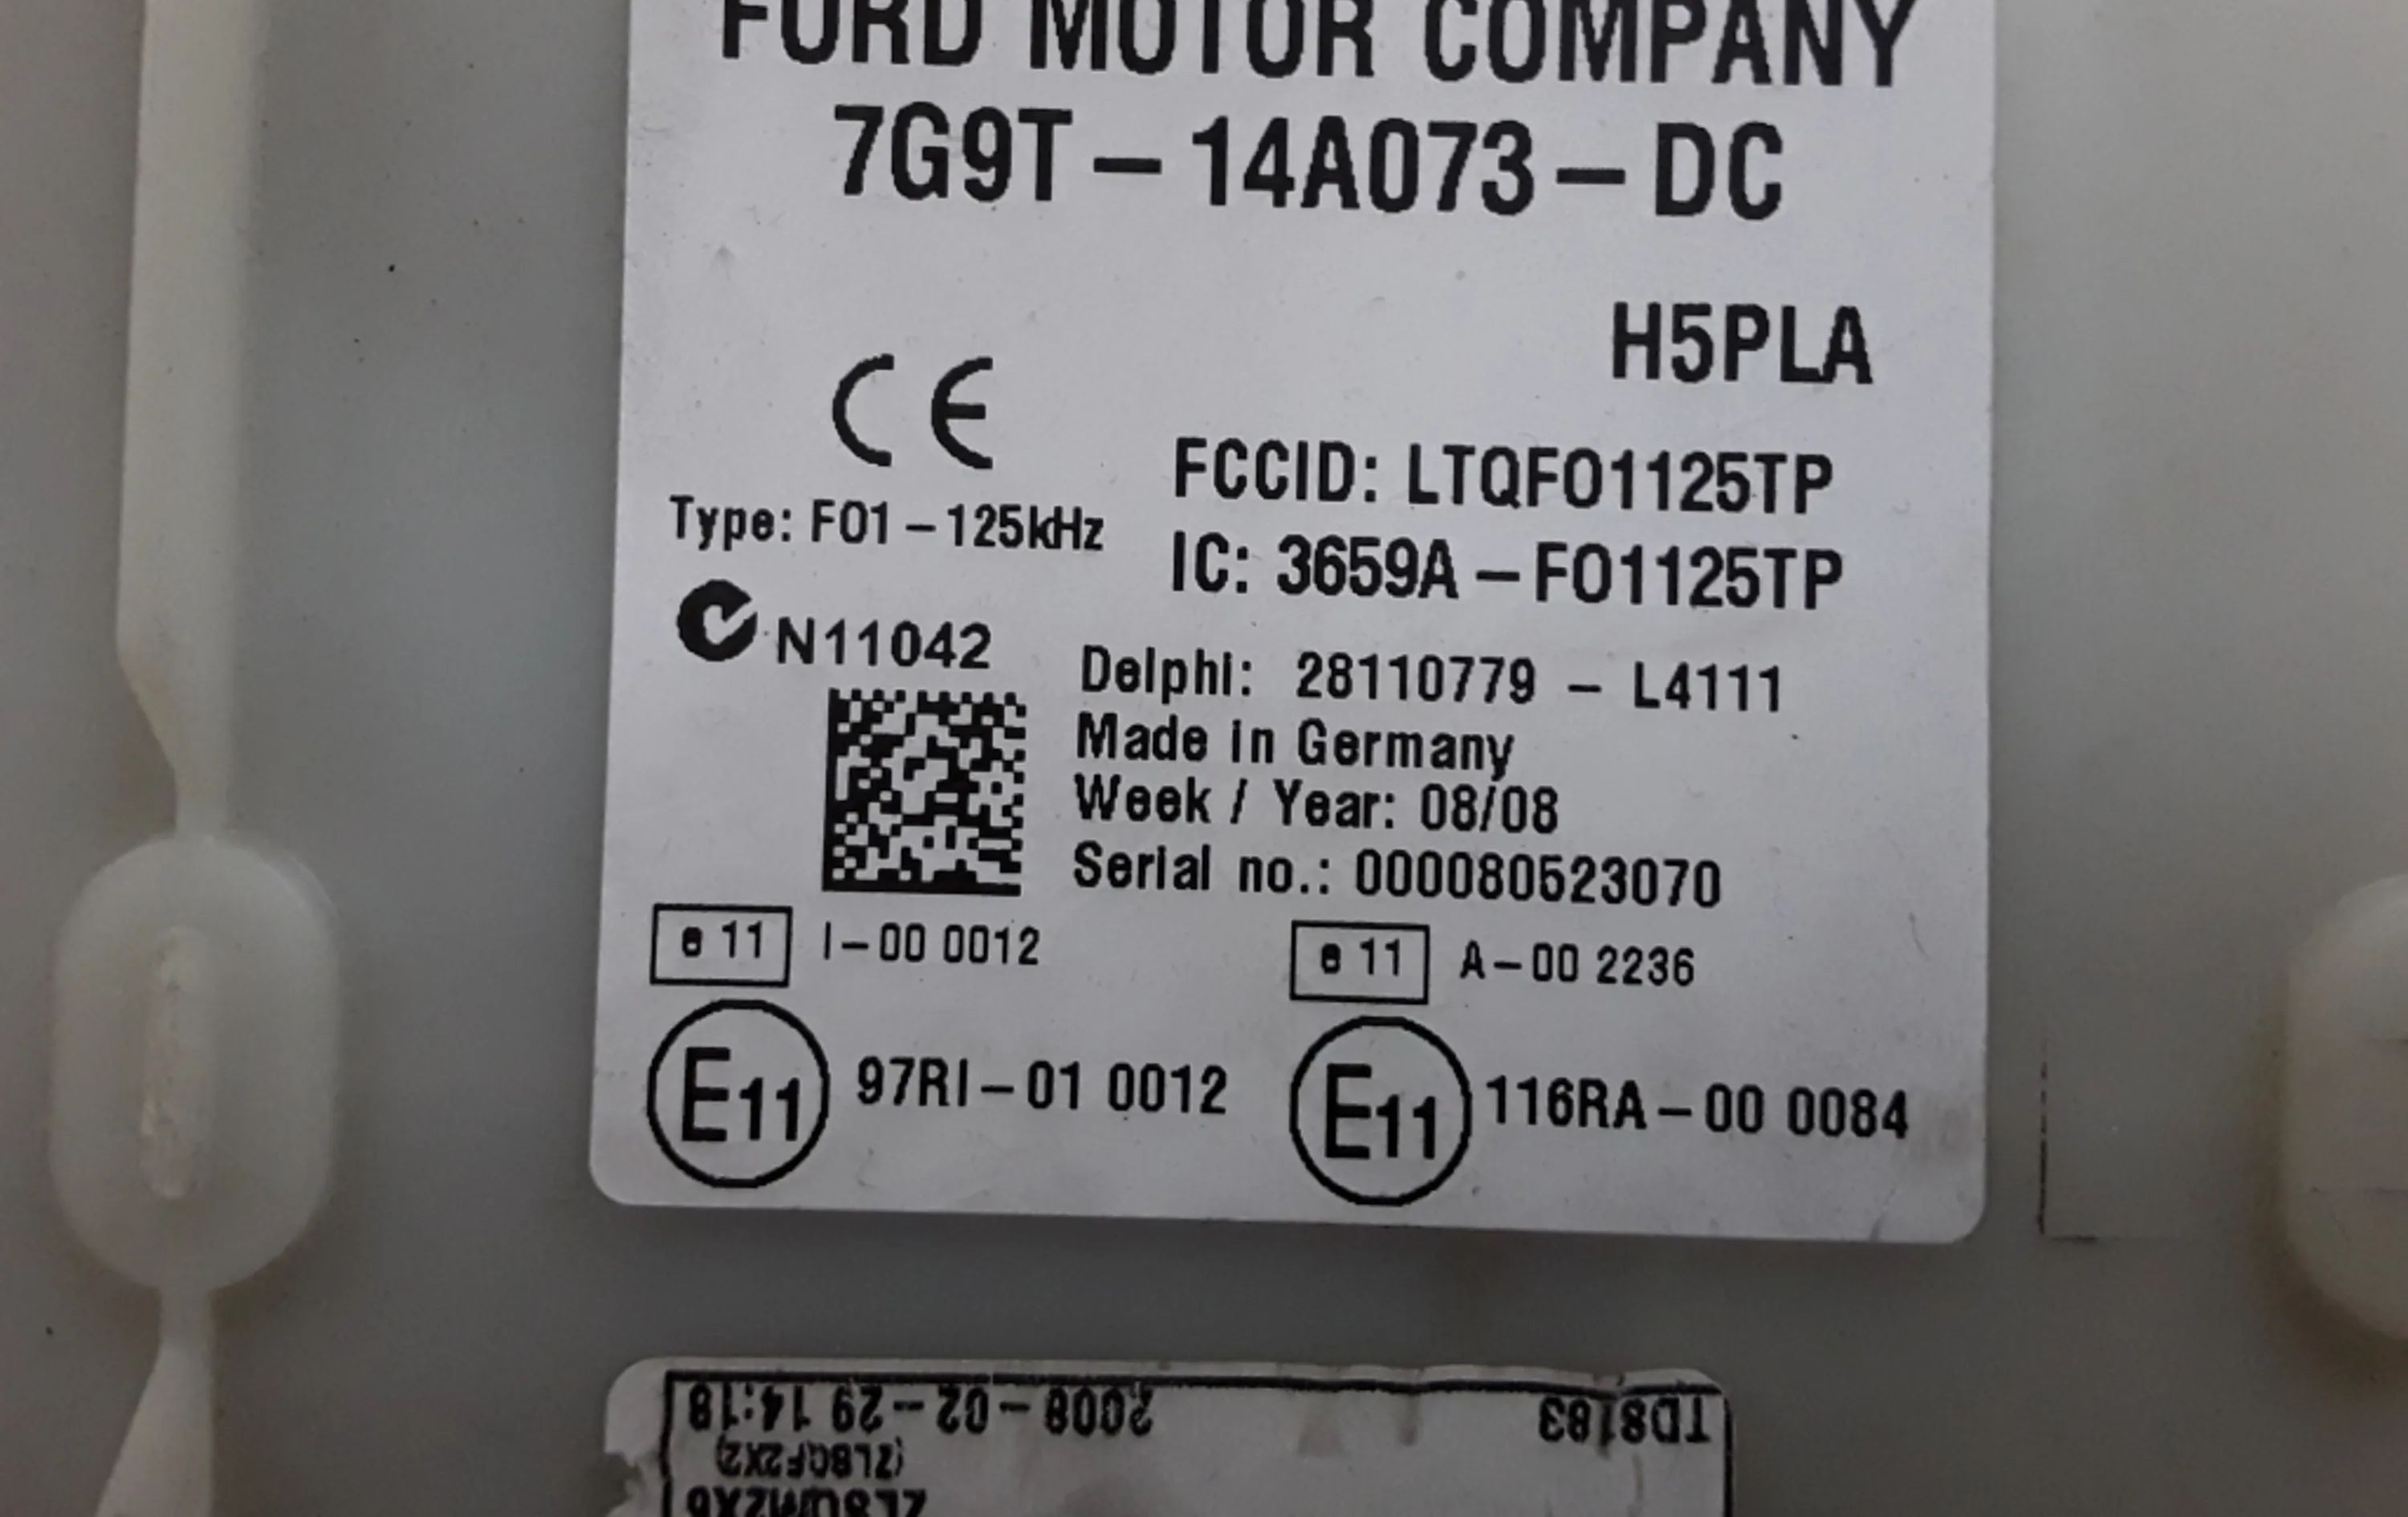 FORD MOTOR COMPANY
7G9T - 14A073 - DC
H5PLA
CE
FCCID: LTQFO1125TP
Type: FO1 - 125kHz
IC: 3659A - FO1125TP
N11042
Delphi: 28110779 - L4111
Made in Germany
Week / Year: 08/08
Serial no.: 000080523070
e 11 I-00 0012
e 11 A-00 2236
E11 97RI-01 0012
E11 116RA-00 0084
2008-02-29 14:18
TD8183
(7L8QF2X2)